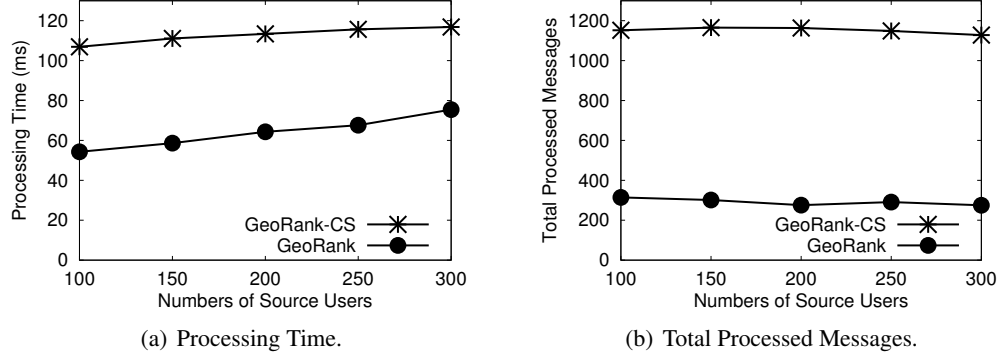 120
100
80
60
40
20
0
Processing Time (ms)
GeoRank-CS
GeoRank
100 150 200 250 300
Numbers of Source Users
(a) Processing Time.
1200
1000
800
600
400
200
0
Total Processed Messages
GeoRank-CS
GeoRank
100 150 200 250 300
Numbers of Source Users
(b) Total Processed Messages.